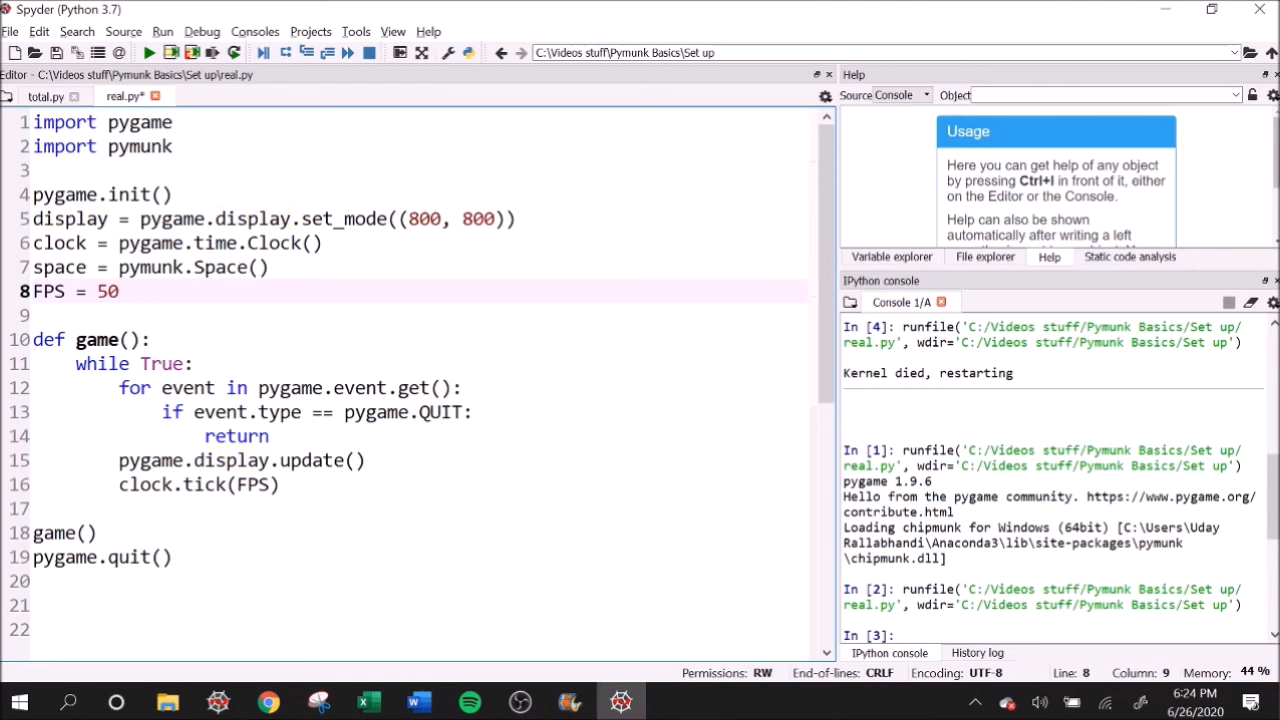 Spyder (Python 3.7)
File Edit Search Source Run Debug Consoles Projects Tools View Help
C:\Videos stuff\Pymunk Basics\Set up
Editor - C:\Videos stuff\Pymunk Basics\Set up\real.py
total.py real.py*
1 import pygame
2 import pymunk
3
4 pygame.init()
5 display = pygame.display.set_mode((800, 800))
6 clock = pygame.time.Clock()
7 space = pymunk.Space()
8 FPS = 50
9
10 def game():
11 while True:
12 for event in pygame.event.get():
13 if event.type == pygame.QUIT:
14 return
15 pygame.display.update()
16 clock.tick(FPS)
17
18 game()
19 pygame.quit()
20
21
22
Help
Source Console Object
Usage
Here you can get help of any object
by pressing Ctrl+I in front of it, either
on the Editor or the Console.
Help can also be shown
automatically after writing a left
Variable explorer File explorer Help Static code analysis
IPython console
Console 1/A
In [4]: runfile('C:/Videos stuff/Pymunk Basics/Set up/
real.py', wdir='C:/Videos stuff/Pymunk Basics/Set up')
Kernel died, restarting
In [1]: runfile('C:/Videos stuff/Pymunk Basics/Set up/
real.py', wdir='C:/Videos stuff/Pymunk Basics/Set up')
pygame 1.9.6
Hello from the pygame community. https://www.pygame.org/
contribute.html
Loading chipmunk for Windows (64bit) [C:\Users\Uday
Rallabhandi\Anaconda3\lib\site-packages\pymunk
\chipmunk.dll]
In [2]: runfile('C:/Videos stuff/Pymunk Basics/Set up/
real.py', wdir='C:/Videos stuff/Pymunk Basics/Set up')
In [3]:
IPython console History log
Permissions: RW End-of-lines: CRLF Encoding: UTF-8 Line: 8 Column: 9 Memory: 44 %
6:24 PM
6/26/2020